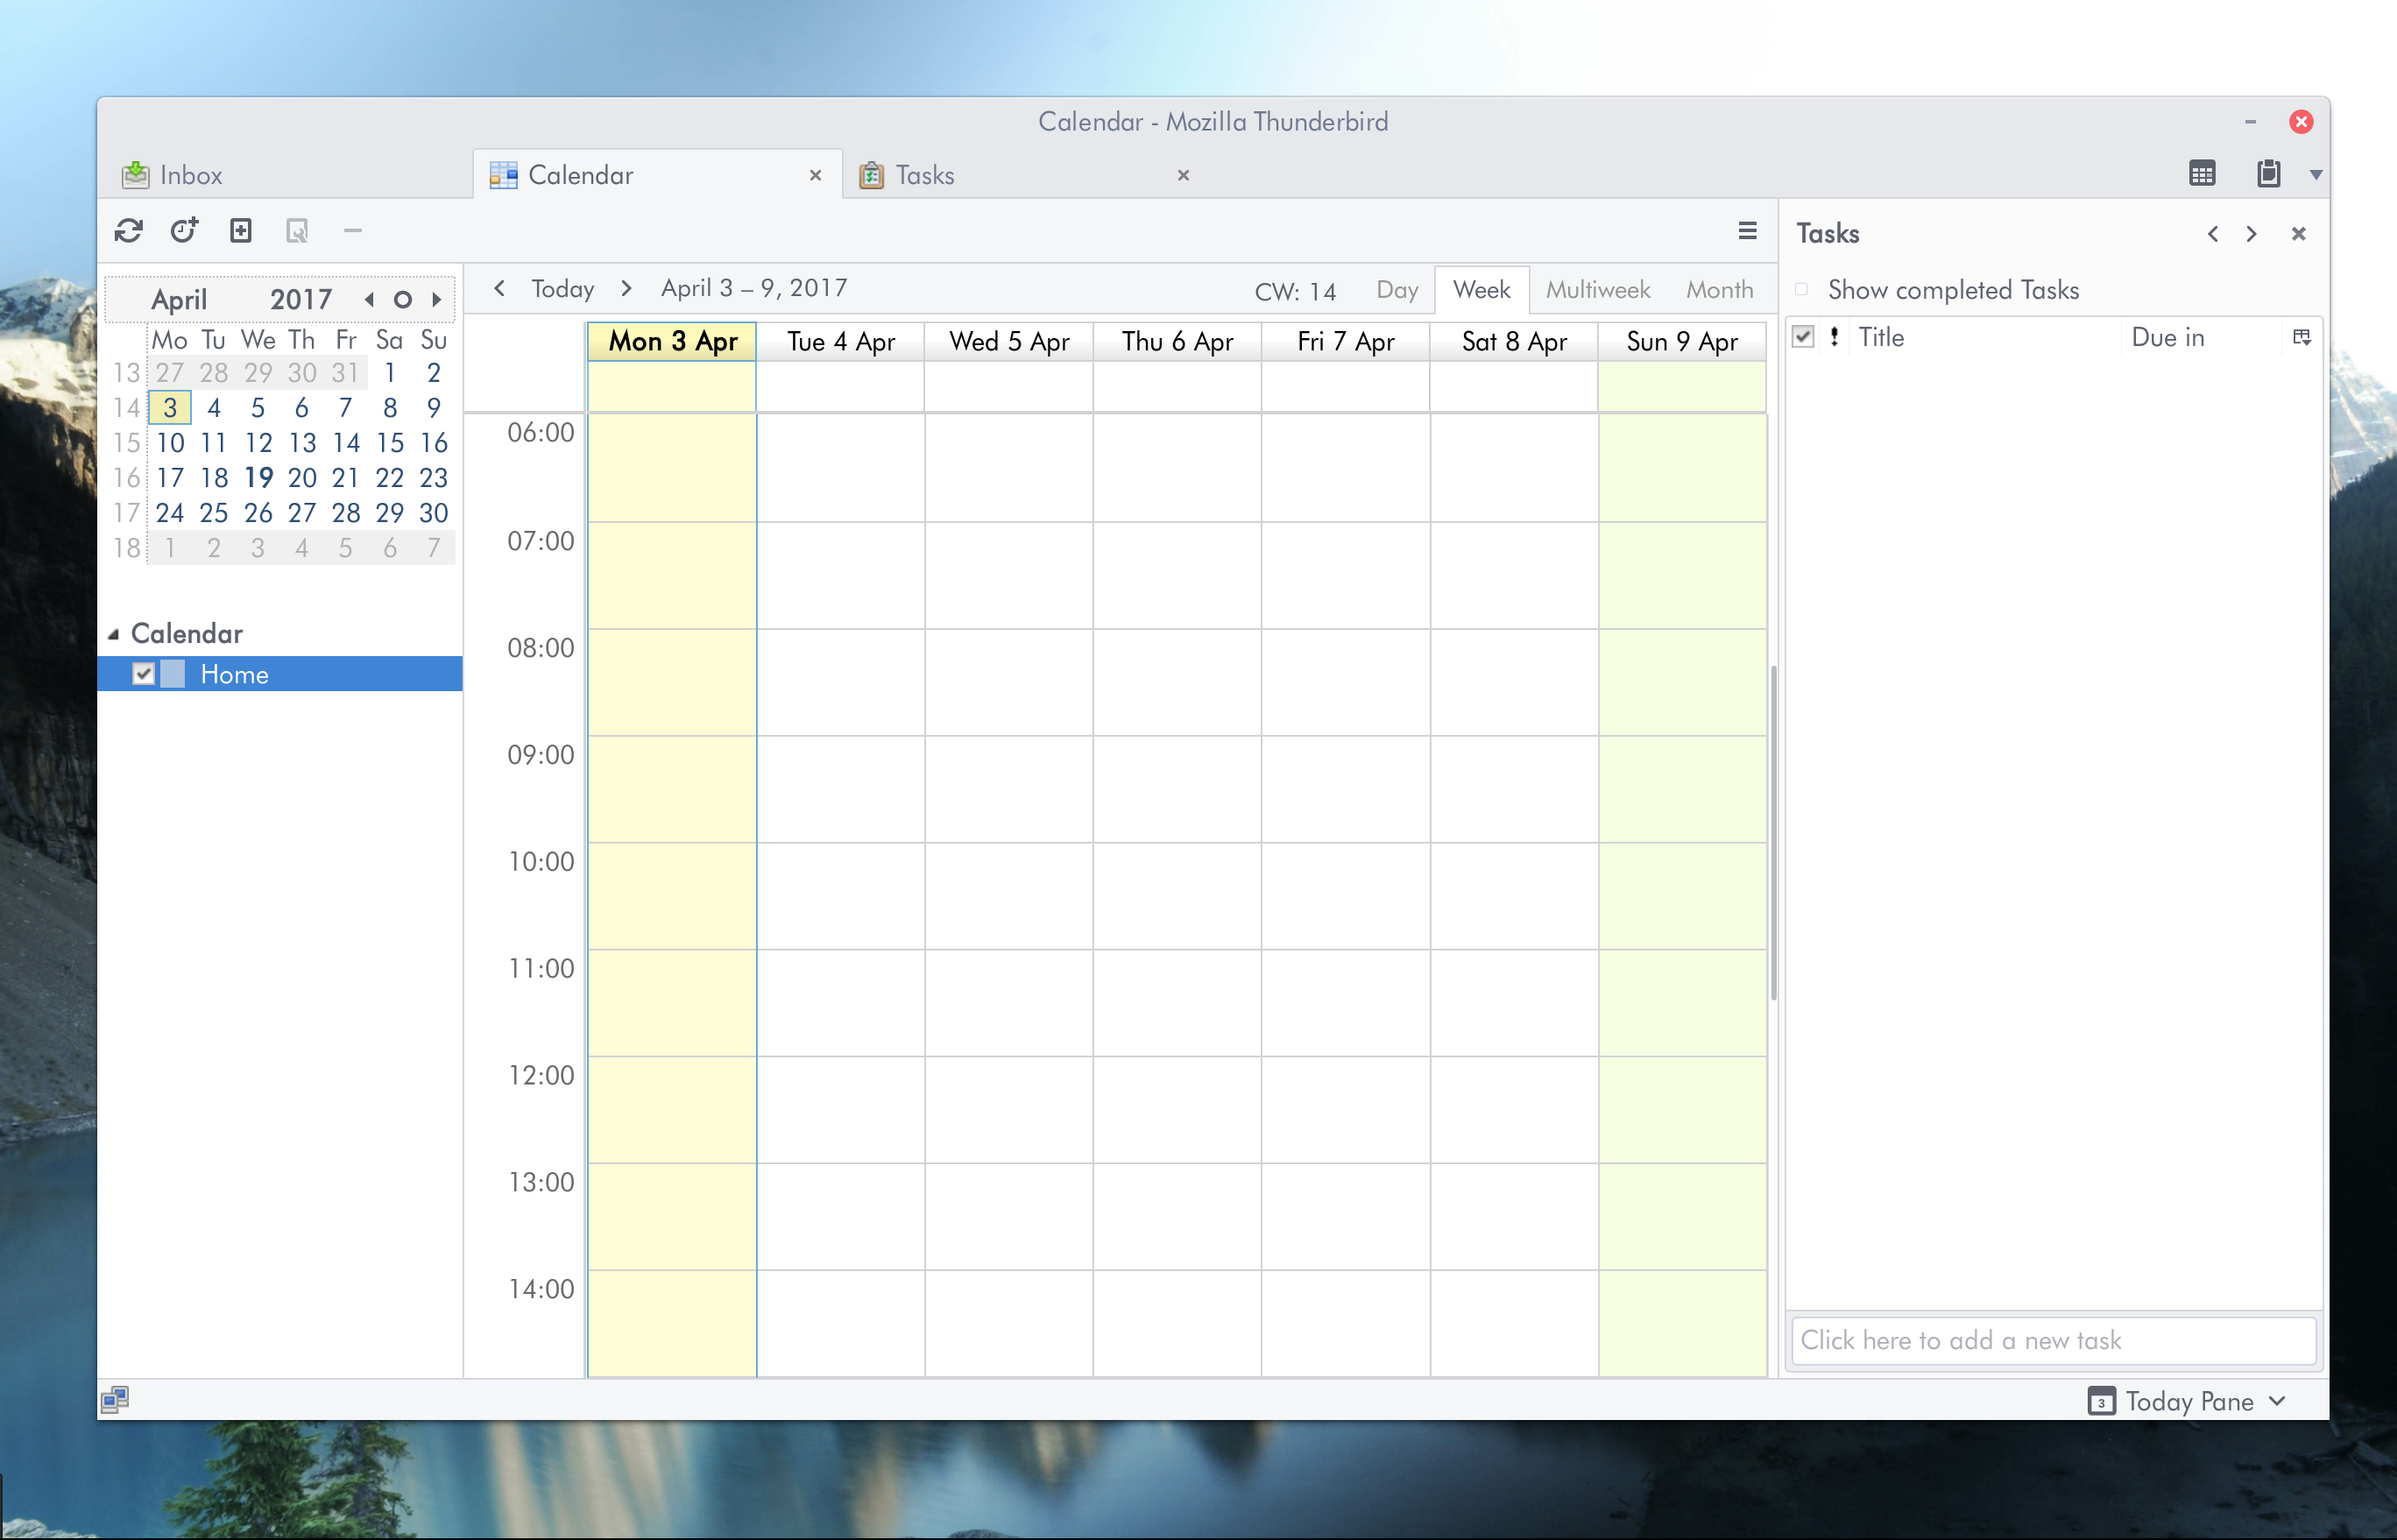 Calendar - Mozilla Thunderbird
Inbox
Calendar
Tasks
April 2017
Mo Tu We Th Fr Sa Su
13 27 28 29 30 31 1 2
14 3 4 5 6 7 8 9
15 10 11 12 13 14 15 16
16 17 18 19 20 21 22 23
17 24 25 26 27 28 29 30
18 1 2 3 4 5 6 7
Calendar
Home
Today April 3 – 9, 2017 CW: 14 Day Week Multiweek Month
Mon 3 Apr Tue 4 Apr Wed 5 Apr Thu 6 Apr Fri 7 Apr Sat 8 Apr Sun 9 Apr
06:00
07:00
08:00
09:00
10:00
11:00
12:00
13:00
14:00
Tasks
Show completed Tasks
Title Due in
Click here to add a new task
3 Today Pane